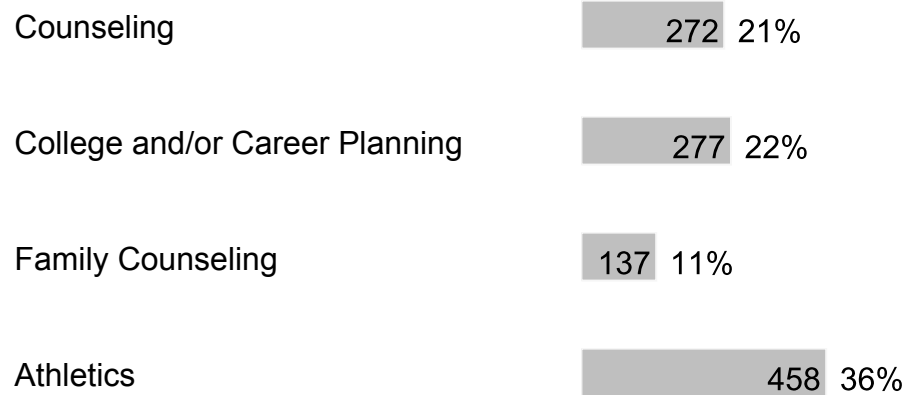 Counseling 272 21%
College and/or Career Planning 277 22%
Family Counseling 137 11%
Athletics 458 36%